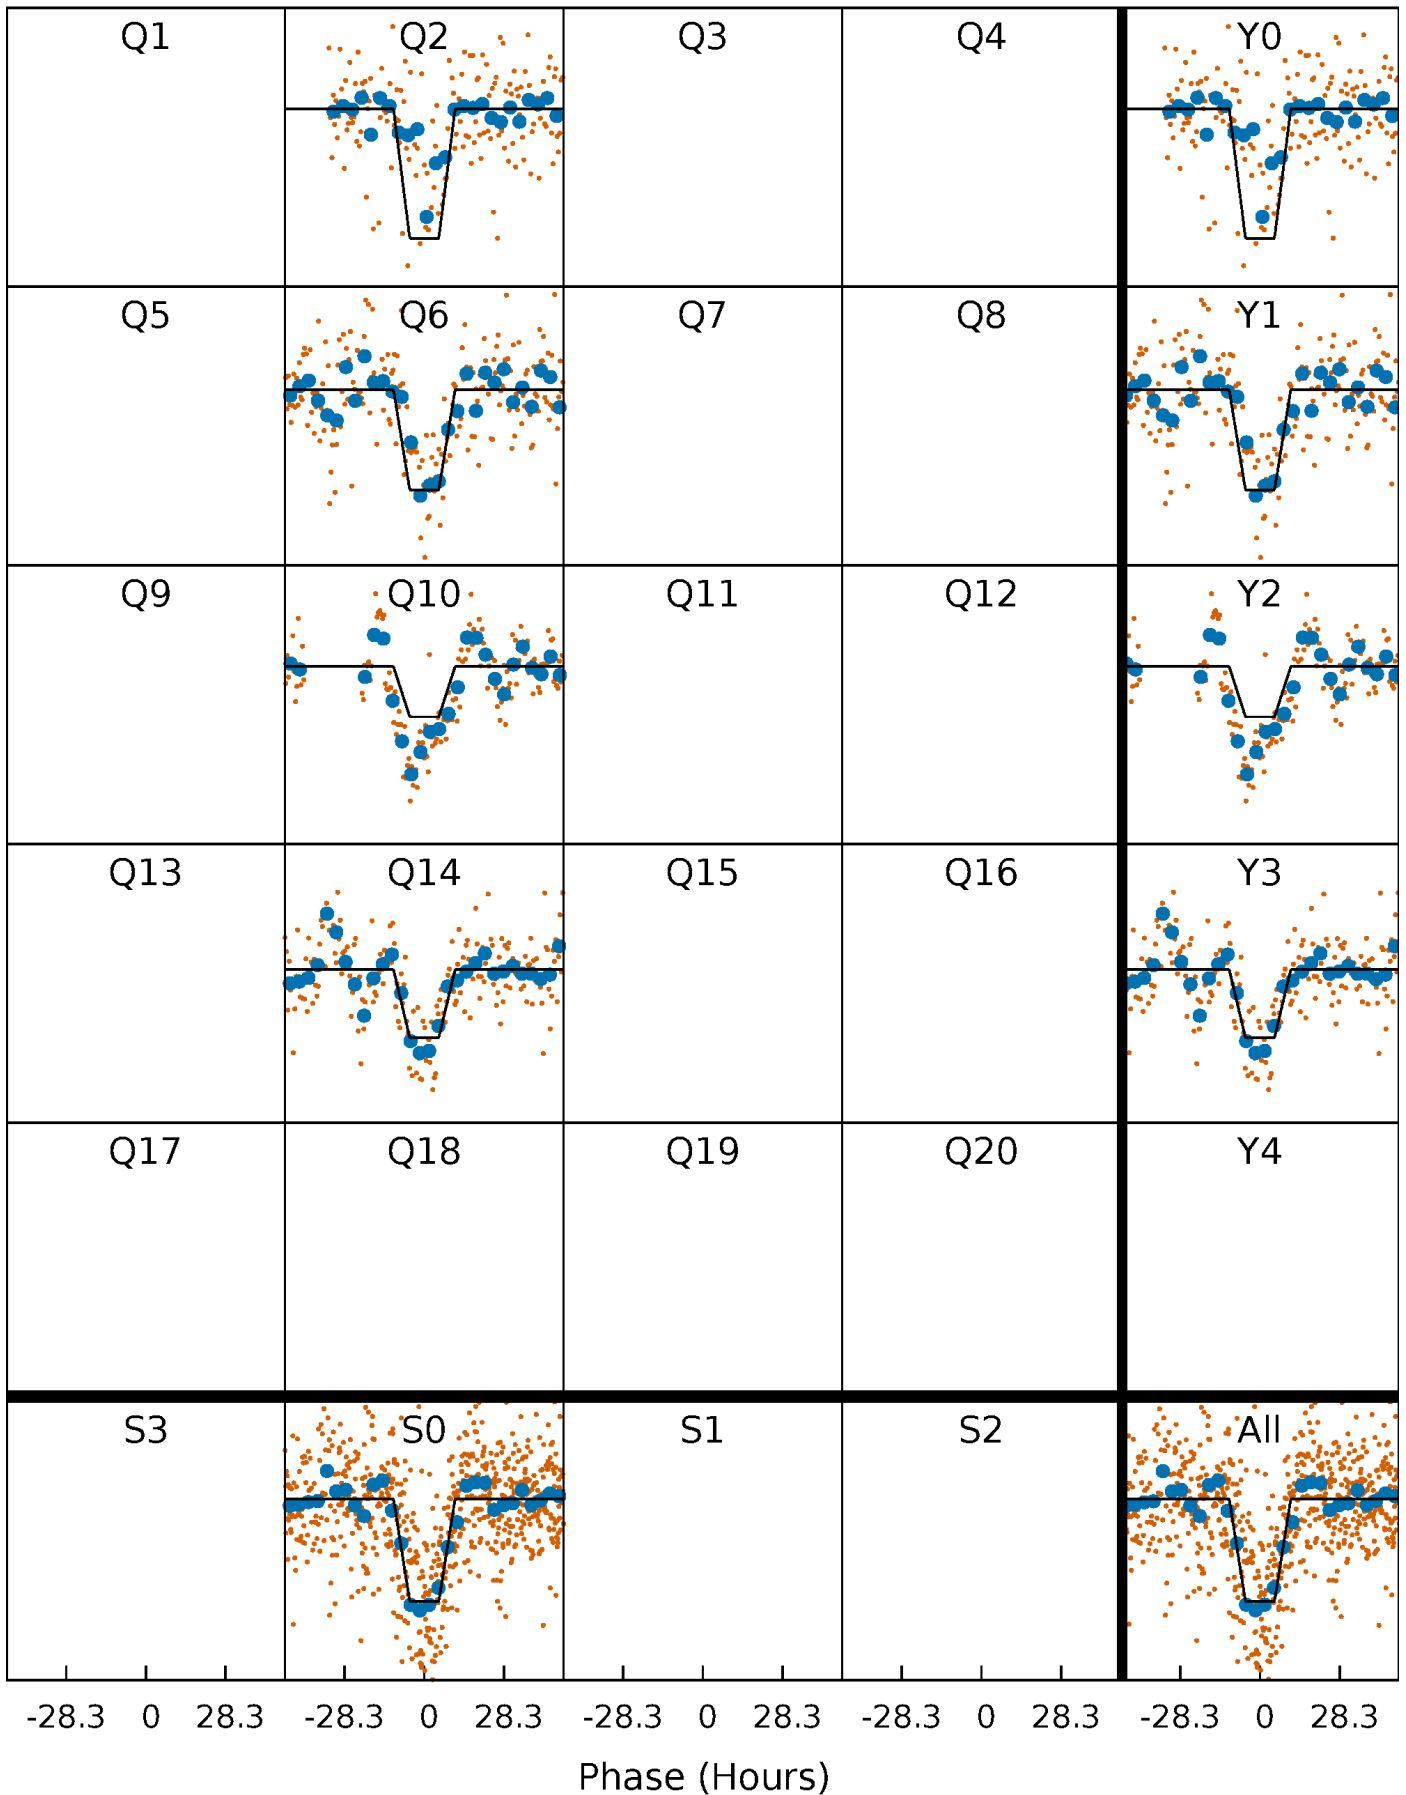 Q1 Q2 Q3 Q4 Y0
Q5 Q6 Q7 Q8 Y1
Q9 Q10 Q11 Q12 Y2
Q13 Q14 Q15 Q16 Y3
Q17 Q18 Q19 Q20 Y4
S3 S0 S1 S2 All
-28.3 0 28.3 -28.3 0 28.3 -28.3 0 28.3 -28.3 0 28.3 -28.3 0 28.3
Phase (Hours)